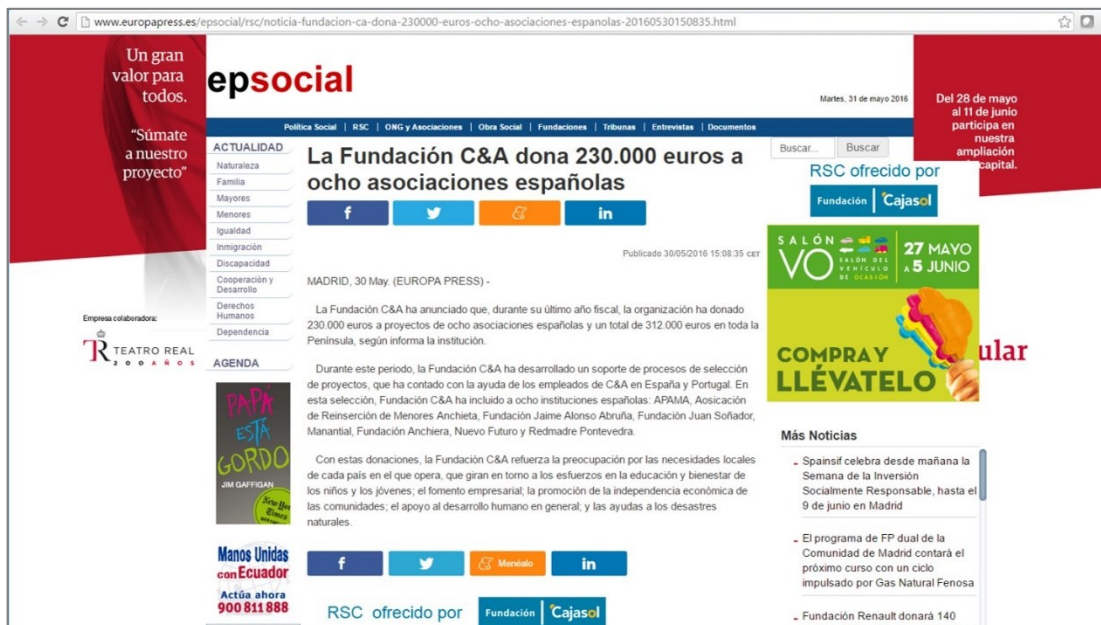 www.europapress.es/epsocial/rsc/noticia-fundacion-ca-dona-230000-euros-ocho-asociaciones-espanolas-20160530150835.html
Un gran
valor para
todos.
"Súmate
a nuestro
proyecto"
Empresa colaboradora:
TEATRO REAL
200 AÑOS
epsocial
Martes, 31 de mayo 2016
Política Social | RSC | ONG y Asociaciones | Obra Social | Fundaciones | Tribunas | Entrevistas | Documentos
ACTUALIDAD
Naturaleza
Familia
Mayores
Menores
Igualdad
Inmigración
Discapacidad
Cooperación y
Desarrollo
Derechos
Humanos
Dependencia
AGENDA
PAPÁ
ESTÁ
GORDO
JIM GAFFIGAN
New York
Times
Manos Unidas
con Ecuador
Actúa ahora
900 811 888
La Fundación C&A dona 230.000 euros a
ocho asociaciones españolas
f
in
Publicado 30/05/2016 15:08:35 CET
MADRID, 30 May. (EUROPA PRESS) -
La Fundación C&A ha anunciado que, durante su último año fiscal, la organización ha donado
230.000 euros a proyectos de ocho asociaciones españolas y un total de 312.000 euros en toda la
Península, según informa la institución.
Durante este periodo, la Fundación C&A ha desarrollado un soporte de procesos de selección
de proyectos, que ha contado con la ayuda de los empleados de C&A en España y Portugal. En
esta selección, Fundación C&A ha incluido a ocho instituciones españolas: APAMA, Aosicación
de Reinserción de Menores Anchieta, Fundación Jaime Alonso Abruña, Fundación Juan Soñador,
Manantial, Fundación Anchiera, Nuevo Futuro y Redmadre Pontevedra.
Con estas donaciones, la Fundación C&A refuerza la preocupación por las necesidades locales
de cada país en el que opera, que giran en torno a los esfuerzos en la educación y bienestar de
los niños y los jóvenes; el fomento empresarial; la promoción de la independencia económica de
las comunidades; el apoyo al desarrollo humano en general; y las ayudas a los desastres
naturales.
f
Menéalo
in
RSC ofrecido por
Fundación Cajasol
Buscar...
Buscar
RSC ofrecido por
Fundación Cajasol
SALÓN
VO
SALÓN DEL
VEHÍCULO
DE OCASIÓN
27 MAYO
A 5 JUNIO
COMPRA Y
LLÉVATELO
Más Noticias
Spainsif celebra desde mañana la
Semana de la Inversión
Socialmente Responsable, hasta el
9 de junio en Madrid
El programa de FP dual de la
Comunidad de Madrid contará el
próximo curso con un ciclo
impulsado por Gas Natural Fenosa
Fundación Renault donará 140
Del 28 de mayo
al 11 de junio
participa en
nuestra
ampliación
capital.
ular